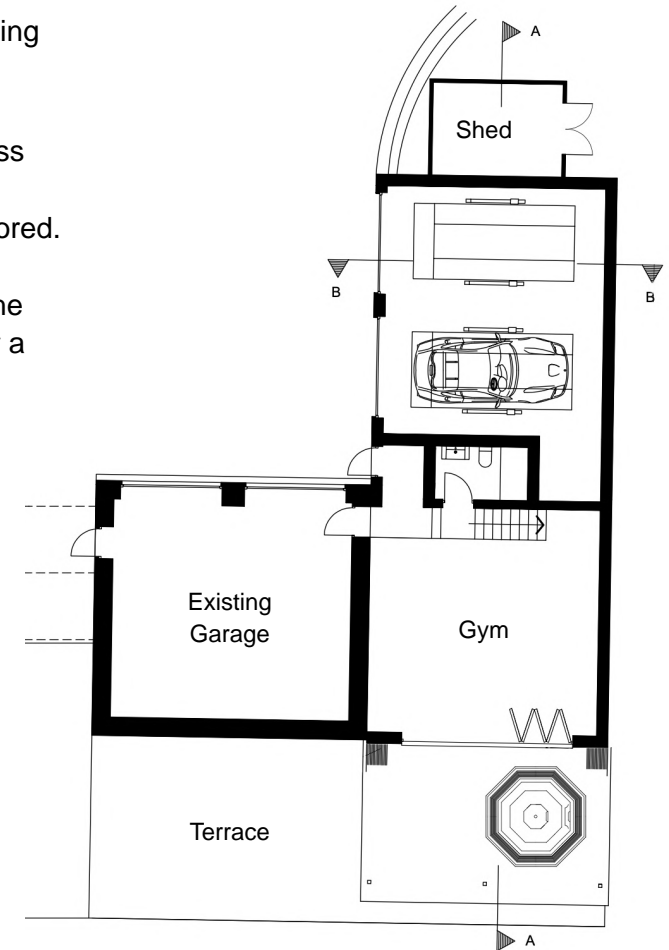 ing
ss
ored.
ne
a
A
Shed
B
B
Existing
Garage
Gym
Terrace
A